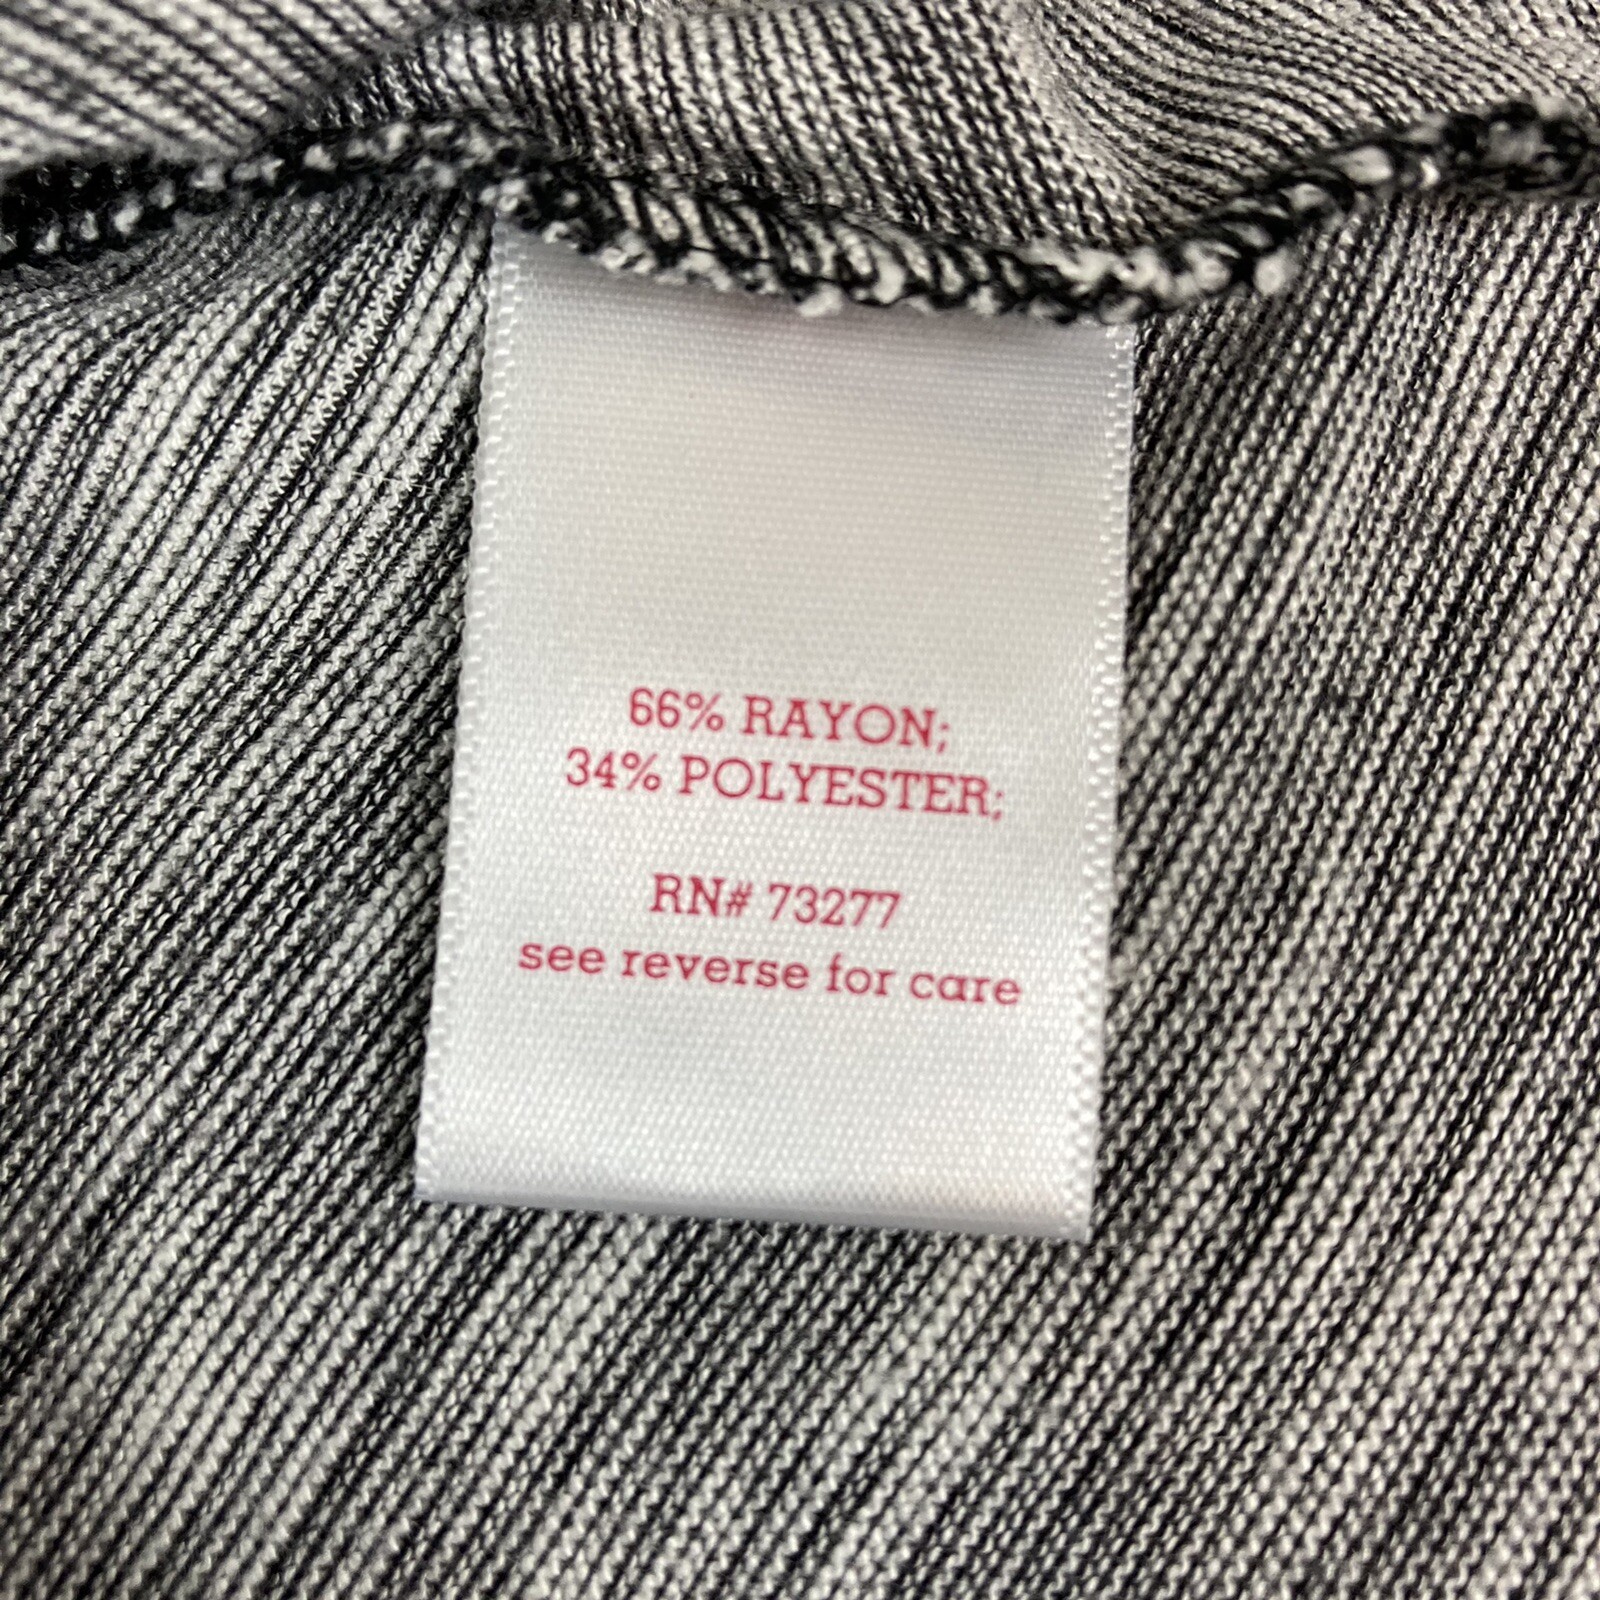 66% RAYON;
34% POLYESTER;
RN# 73277
see reverse for care